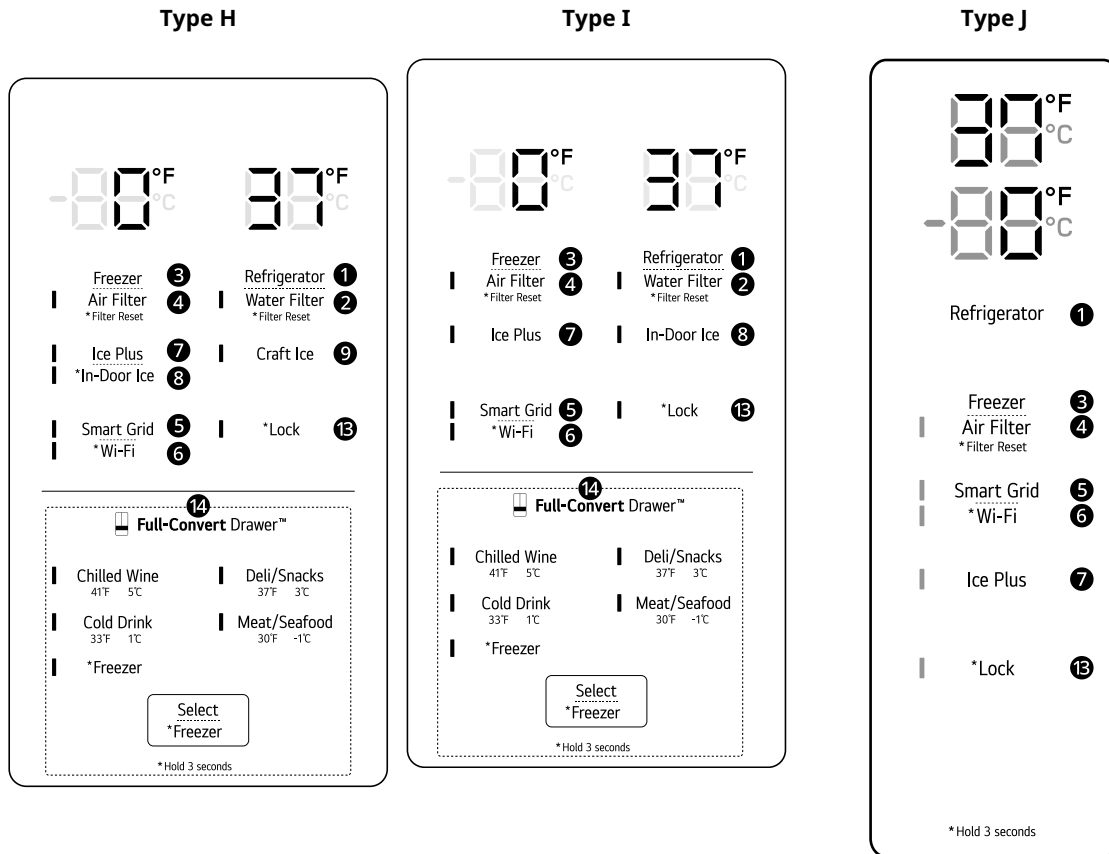 Type H
0 °F °C
37 °F °C
Freezer 3
Refrigerator 1
Air Filter 4
*Filter Reset
Water Filter 2
*Filter Reset
Ice Plus 7
*In-Door Ice 8
Craft Ice 9
Smart Grid 5
*Wi-Fi 6
*Lock 13
14
Full-Convert Drawer™
Chilled Wine
41°F 5°C
Deli/Snacks
37°F 3°C
Cold Drink
33°F 1°C
Meat/Seafood
30°F -1°C
*Freezer
Select
*Freezer
*Hold 3 seconds
Type I
0 °F °C
37 °F °C
Freezer 3
Refrigerator 1
Air Filter 4
*Filter Reset
Water Filter 2
*Filter Reset
Ice Plus 7
In-Door Ice 8
Smart Grid 5
*Wi-Fi 6
*Lock 13
14
Full-Convert Drawer™
Chilled Wine
41°F 5°C
Deli/Snacks
37°F 3°C
Cold Drink
33°F 1°C
Meat/Seafood
30°F -1°C
*Freezer
Select
*Freezer
*Hold 3 seconds
Type J
37 °F °C
0 °F °C
Refrigerator 1
Freezer 3
Air Filter 4
*Filter Reset
Smart Grid 5
*Wi-Fi 6
Ice Plus 7
*Lock 13
*Hold 3 seconds